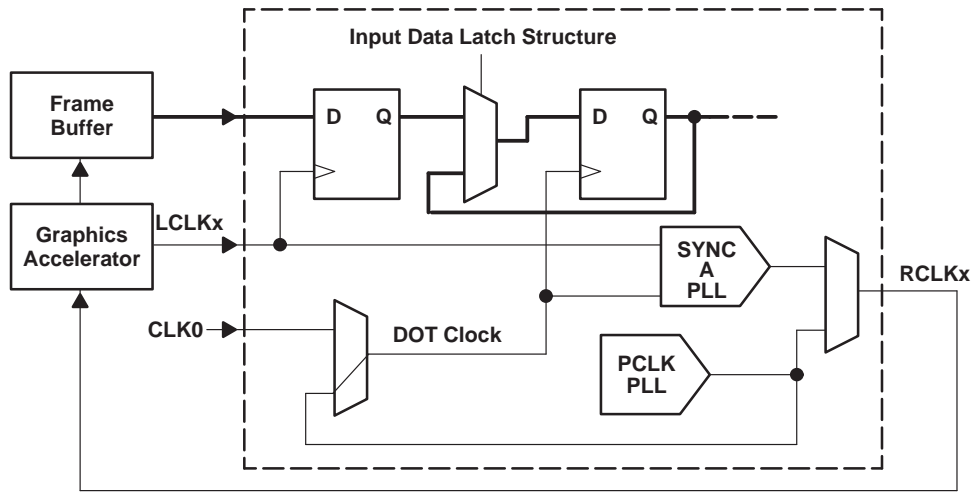 Input Data Latch Structure
Frame
Buffer
D Q
D Q
Graphics
Accelerator
LCLKx
SYNC
A
PLL
RCLKx
CLK0
DOT Clock
PCLK
PLL